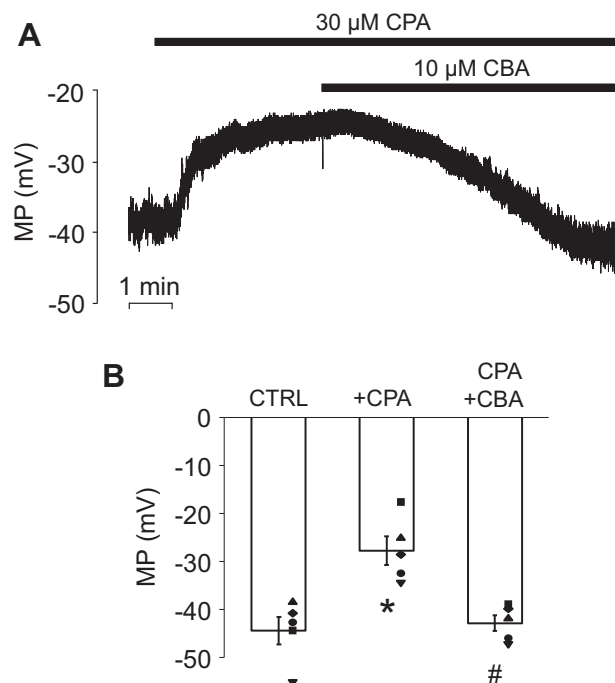 A
30 µM CPA
10 µM CBA
-20
-30
-40
-50
MP (mV)
1 min
B
CTRL
+CPA
CPA
+CBA
0
-10
-20
-30
-40
-50
MP (mV)
*
#